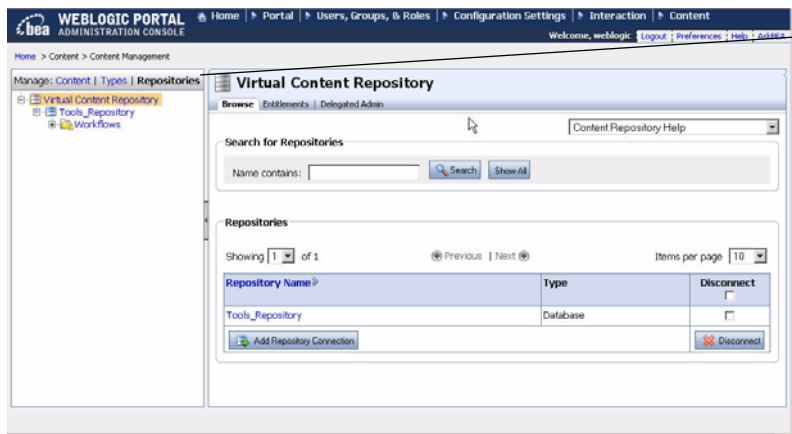 bea WEBLOGIC PORTAL
ADMINISTRATION CONSOLE
Home | Portal | Users, Groups, & Roles | Configuration Settings | Interaction | Content
Welcome, weblogic Logout | Preferences | Help
Home > Content > Content Management
Manage: Content | Types | Repositories
Virtual Content Repository
Tools_Repository
Workflows
Virtual Content Repository
Browse Entitlements | Delegated Admin
Content Repository Help
Search for Repositories
Name contains: Search Show All
Repositories
Showing 1 of 1 Previous | Next Items per page 10
Repository Name Type Disconnect
Tools_Repository Database
Add Repository Connection Disconnect